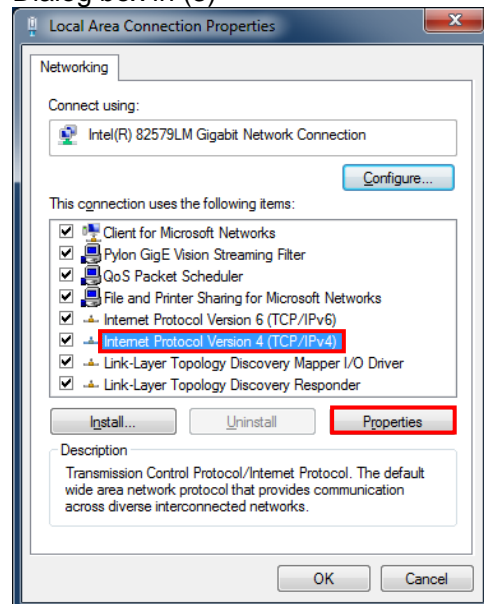 Dialog box in (3)
Local Area Connection Properties
Networking
Connect using:
Intel(R) 82579LM Gigabit Network Connection
Configure...
This connection uses the following items:
Client for Microsoft Networks
Pylon GigE Vision Streaming Filter
QoS Packet Scheduler
File and Printer Sharing for Microsoft Networks
Internet Protocol Version 6 (TCP/IPv6)
Internet Protocol Version 4 (TCP/IPv4)
Link-Layer Topology Discovery Mapper I/O Driver
Link-Layer Topology Discovery Responder
Install... Uninstall Properties
Description
Transmission Control Protocol/Internet Protocol. The default
wide area network protocol that provides communication
across diverse interconnected networks.
OK Cancel